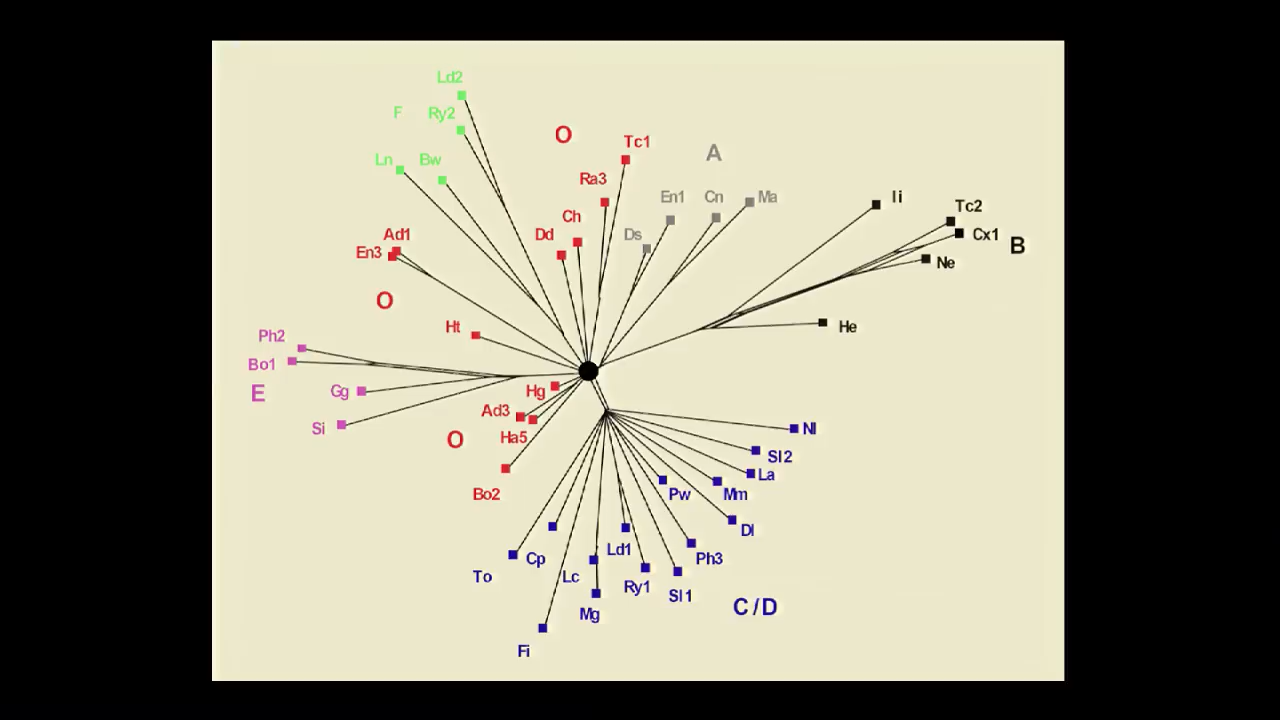 Ld2
F
Ry2
O
Tc1
A
Ln
Bw
Ra3
En1
Cn
Ma
Ii
Tc2
Ch
Ad1
Dd
Ds
Cx1
B
En3
Ne
O
Ht
He
Ph2
Bo1
E
Gg
Hg
Ad3
Si
Ha5
O
Nl
Sl2
La
Bo2
Pw
Mm
Dl
Ld1
Cp
Ph3
To
Lc
Ry1
Sl1
C/D
Mg
Fi